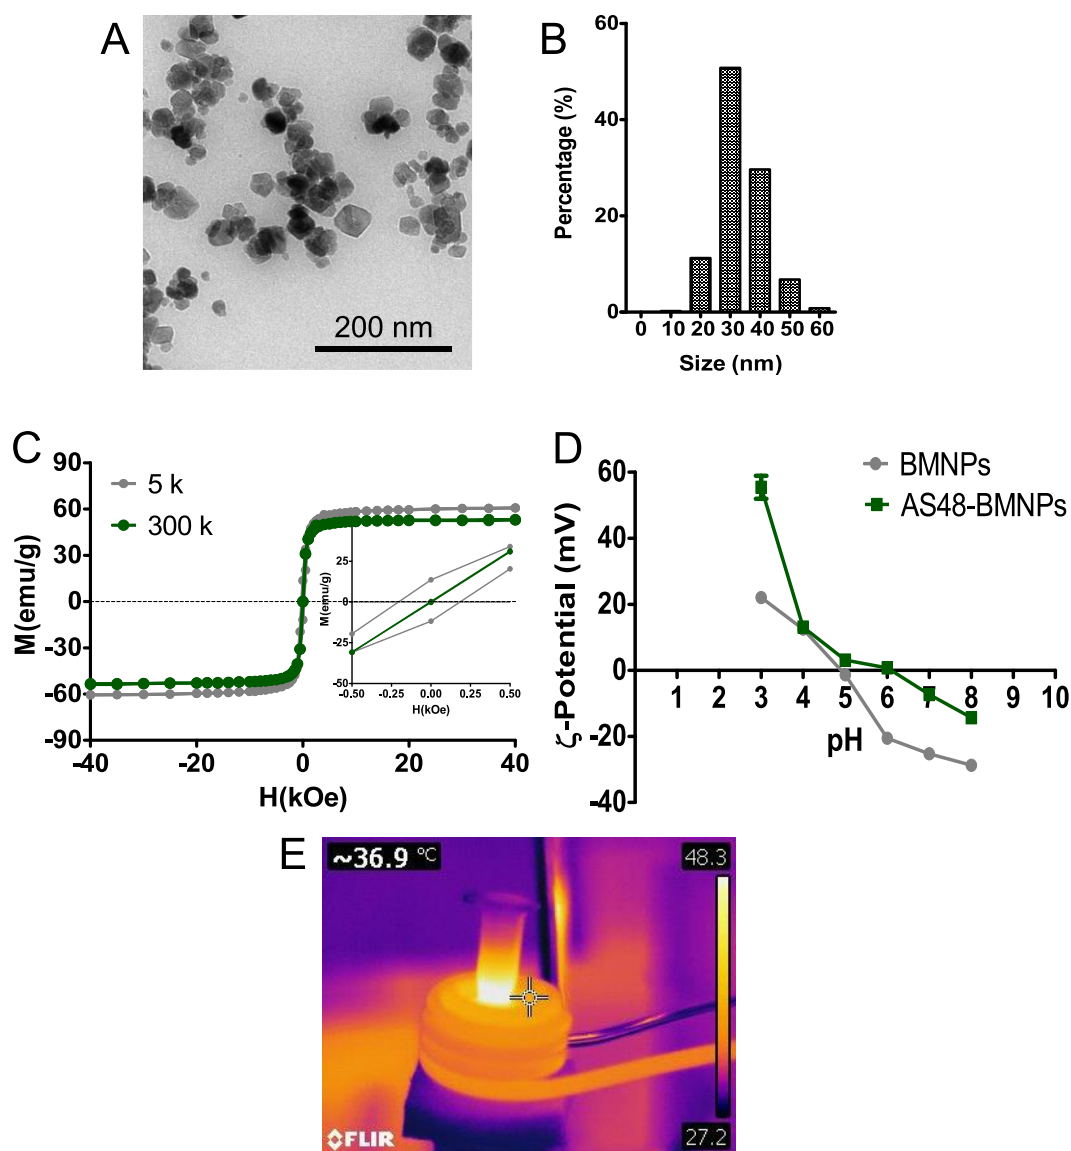 A
200 nm
B
Percentage (%)
60
40
20
0
0 10 20 30 40 50 60
Size (nm)
C
M(emu/g)
90
60
30
0
-30
-60
-90
5 k
300 k
-40 -20 0 20 40
H(kOe)
M(emu/g)
25
0
-25
-50
-0.50 -0.25 0.00 0.25 0.50
H(kOe)
D
ζ-Potential (mV)
60
40
20
0
-20
-40
BMNPs
AS48-BMNPs
1 2 3 4 5 6 7 8 9 10
pH
E
~36.9 °C
48.3
27.2
FLIR